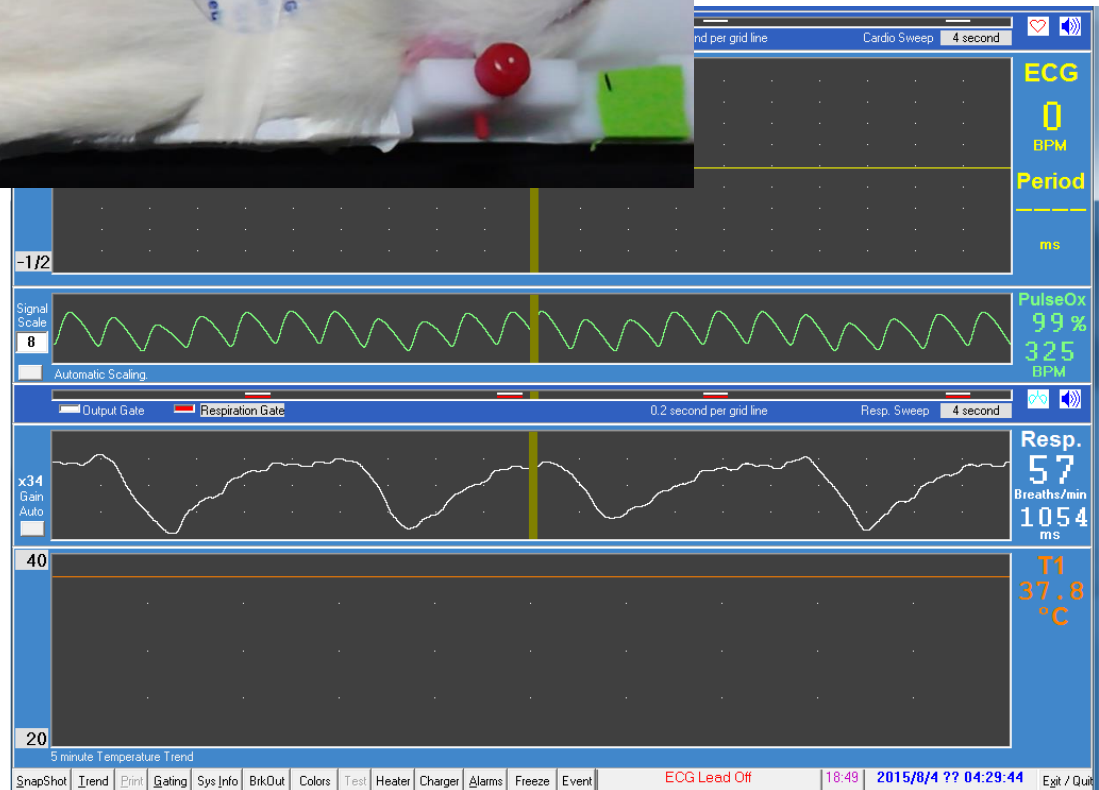 nd per grid line Cardio Sweep 4 second
ECG
0
BPM
Period
----
ms
-1/2
Signal
Scale
8
Automatic Scaling.
PulseOx
99 %
325
BPM
Output Gate Respiration Gate 0.2 second per grid line Resp. Sweep 4 second
x34
Gain
Auto
Resp.
57
Breaths/min
1054
ms
40
20
T1
37.8
°C
5 minute Temperature Trend
SnapShot Trend Print Gating Sys Info BrkOut Colors Test Heater Charger Alarms Freeze Event ECG Lead Off 18:49 2015/8/4 ?? 04:29:44 Exit / Quit